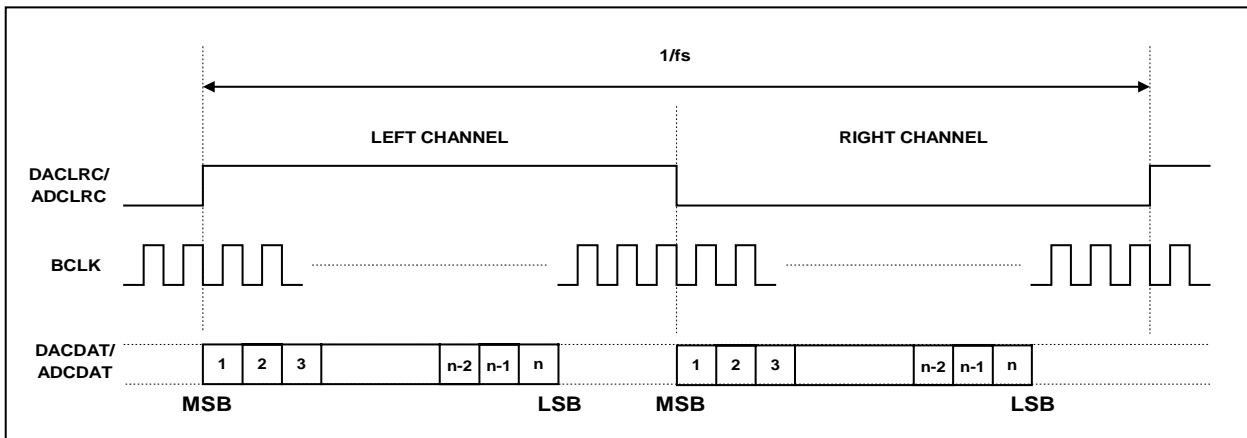 1/fs
LEFT CHANNEL RIGHT CHANNEL
DACLRC/
ADCLRC
BCLK
DACDAT/
ADCDAT
1 2 3 n-2 n-1 n 1 2 3 n-2 n-1 n
MSB LSB MSB LSB